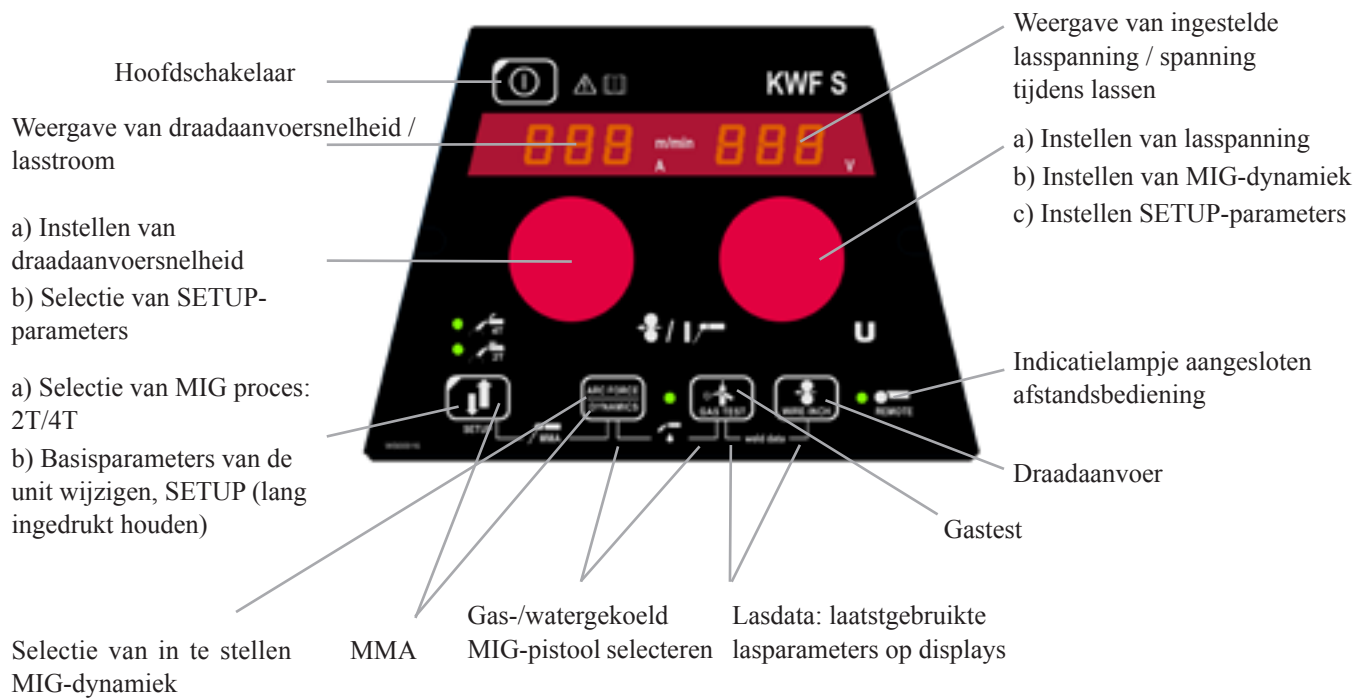 Hoofdschakelaar
Weergave van draadaanvoersnelheid /
lasstroom
a) Instellen van
draadaanvoersnelheid
b) Selectie van SETUP-
parameters
a) Selectie van MIG proces:
2T/4T
b) Basisparameters van de
unit wijzigen, SETUP (lang
ingedrukt houden)
Selectie van in te stellen
MIG-dynamiek
MMA
Gas-/watergekoeld
MIG-pistool selecteren
Lasdata: laatstgebruikte
lasparameters op displays
Gastest
Draadaanvoer
Indicatielampje aangesloten
afstandsbediening
a) Instellen van lasspanning
b) Instellen van MIG-dynamiek
c) Instellen SETUP-parameters
Weergave van ingestelde
lasspanning / spanning
tijdens lassen
KWF S
888 m/min 888
A V
4T
2T
/ I
U
ARC FORCE
DYNAMICS
GAS TEST
WIRE INCH
REMOTE
SETUP
MMA
weld data